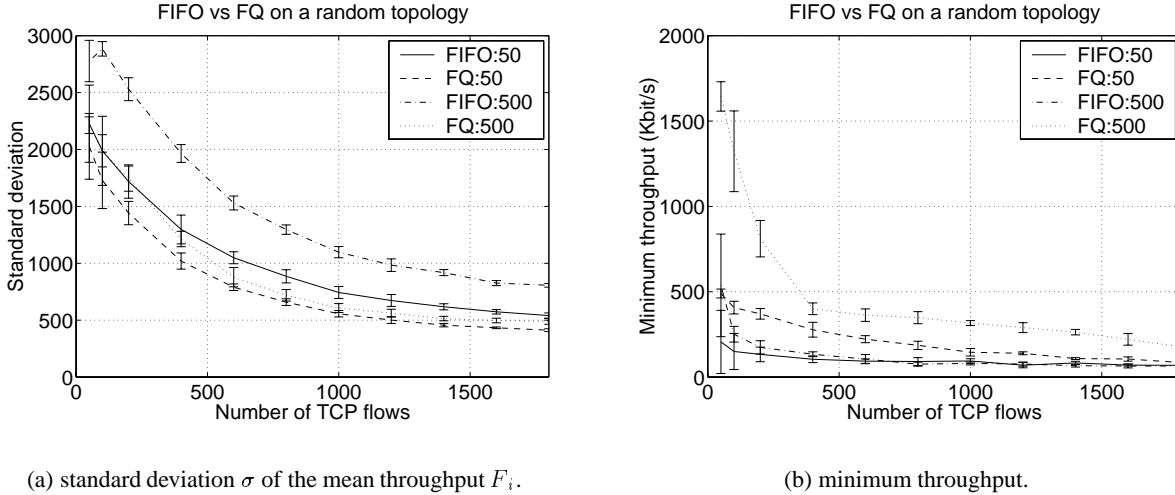 FIFO vs FQ on a random topology
3000
2500
2000
1500
1000
500
0
Standard deviation
FIFO:50
FQ:50
FIFO:500
FQ:500
0
500
1000
1500
Number of TCP flows
(a) standard deviation σ of the mean throughput Fᵢ.
FIFO vs FQ on a random topology
2000
1500
1000
500
0
Minimum throughput (Kbit/s)
FIFO:50
FQ:50
FIFO:500
FQ:500
0
500
1000
1500
Number of TCP flows
(b) minimum throughput.